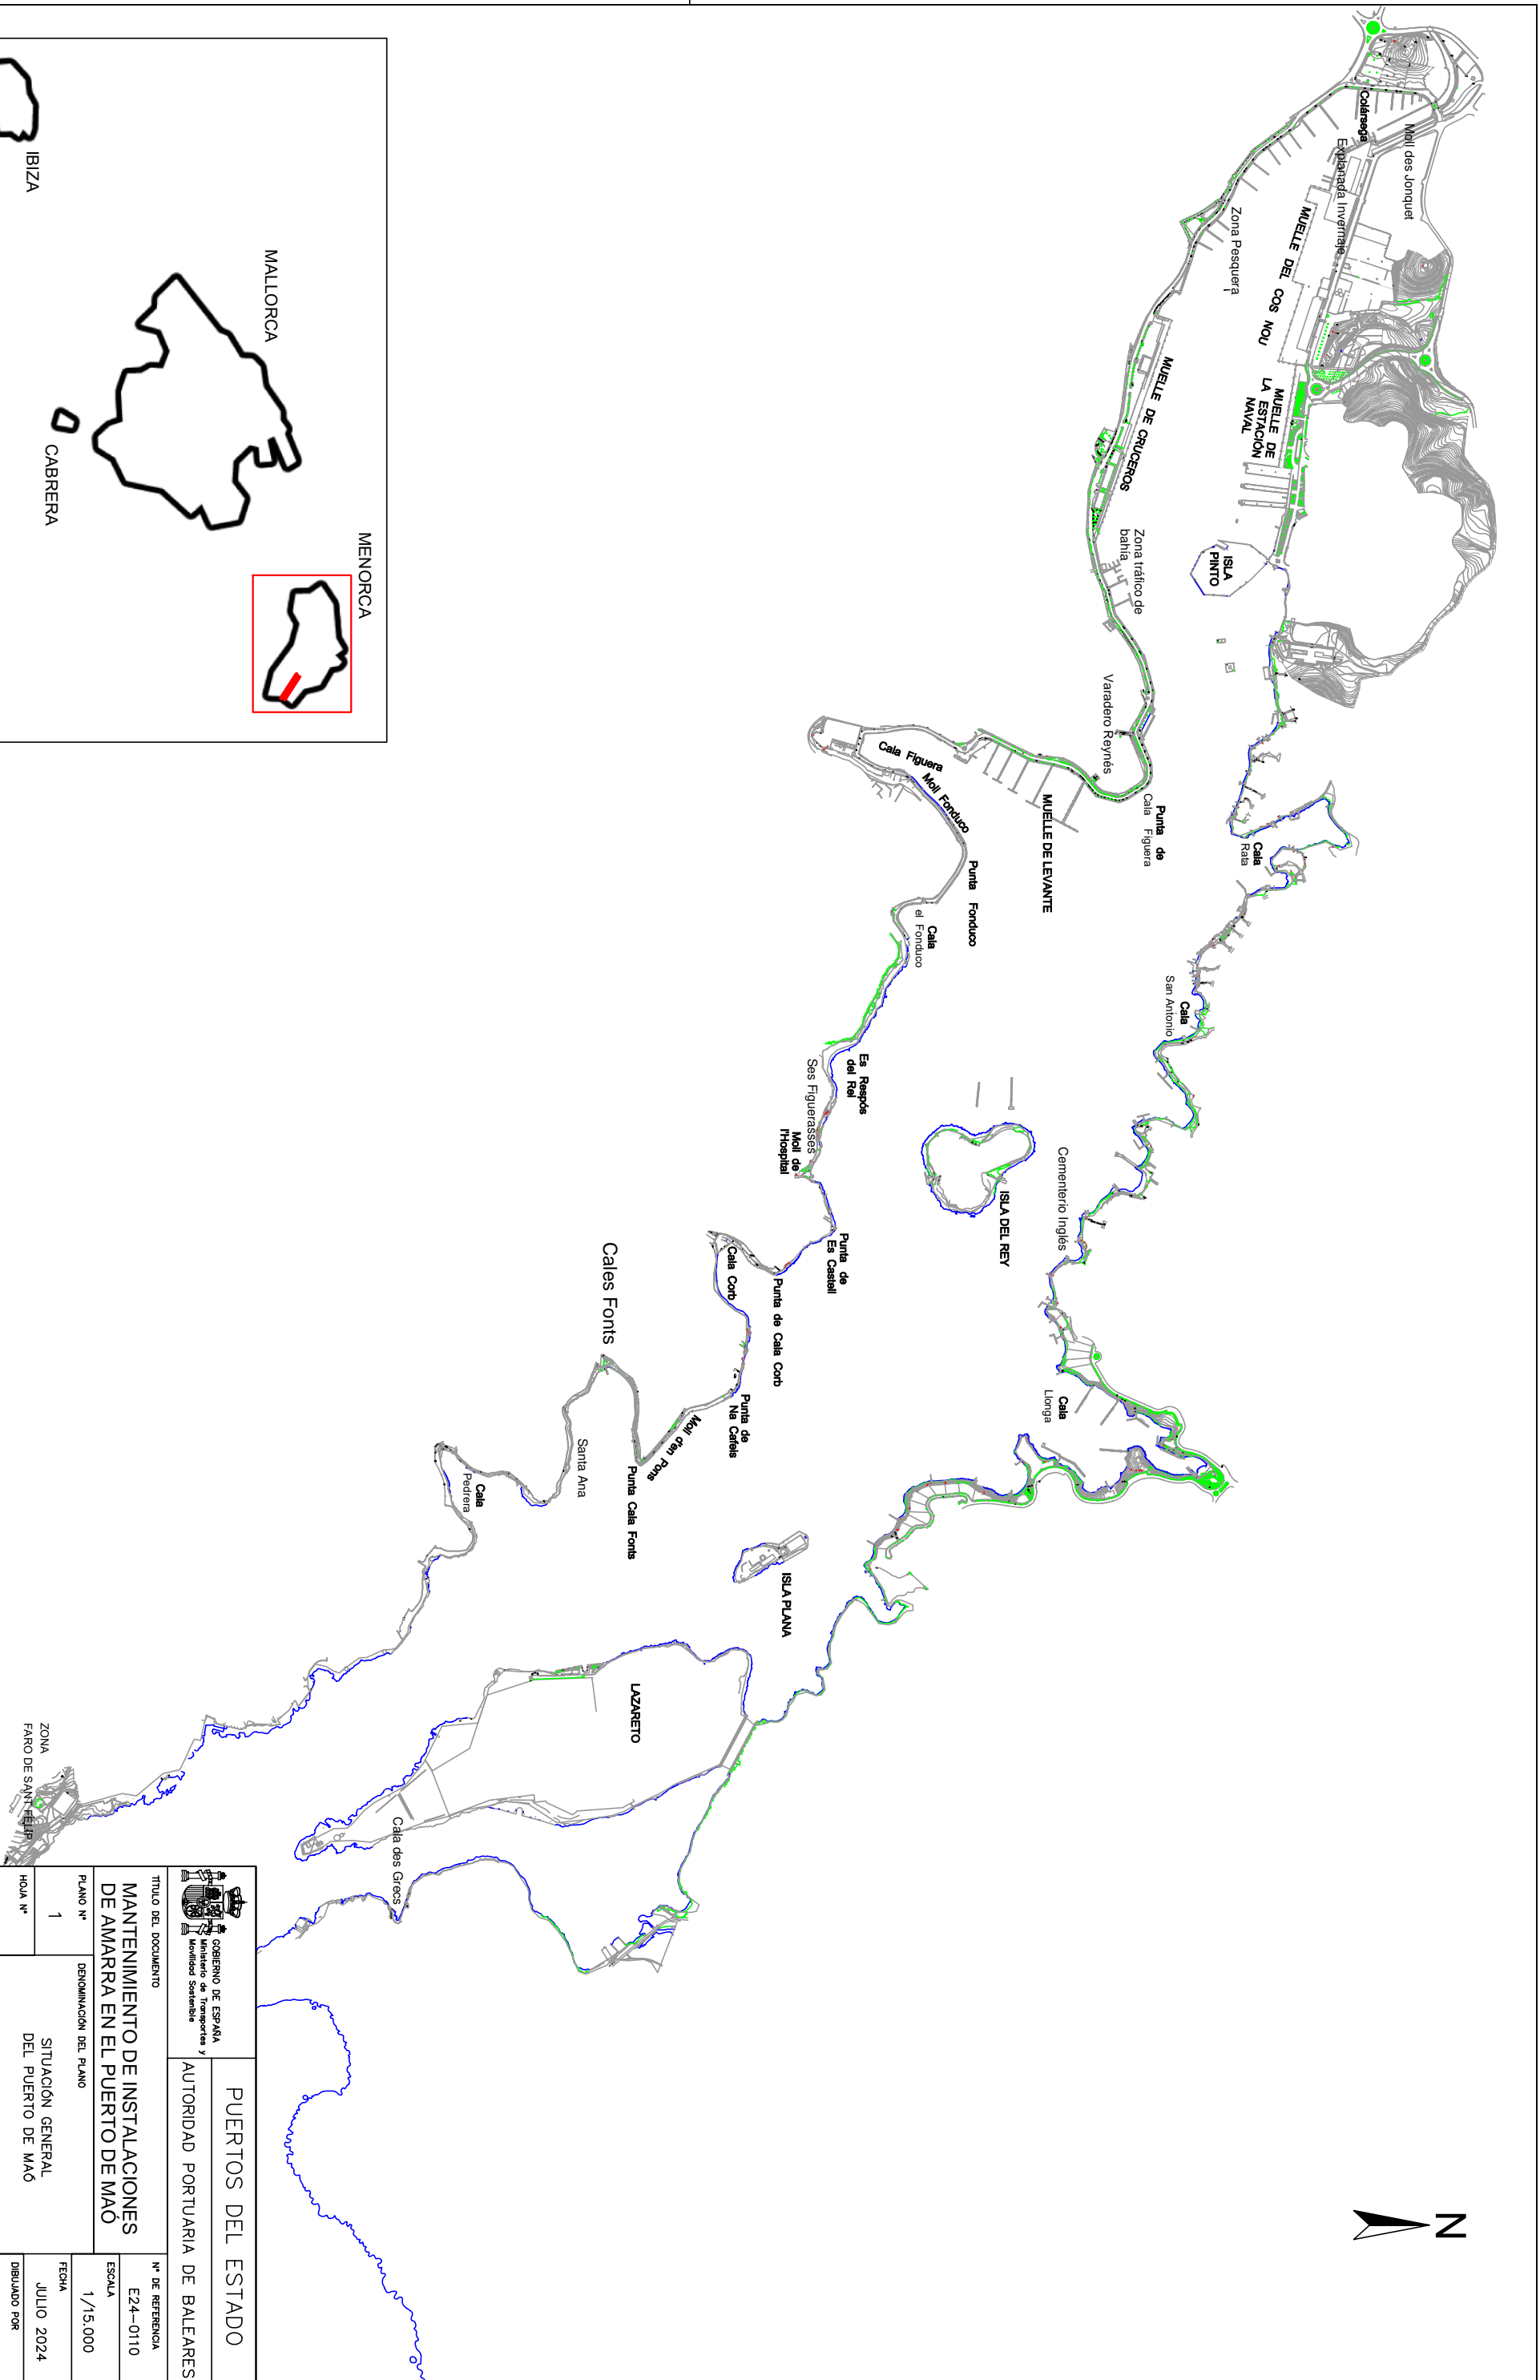 Colársega
Moll des Jonquet
Explanada Invernaje
Zona Pesquera
MUELLE DEL COS NOU
MUELLE DE
LA ESTACIÓN
NAVAL
MUELLE DE CRUCEROS
ISLA
PINTO
Zona tráfico de
bahía
Varadero Reynés
Punta de
Cala Figuera
Cala
Rata
MUELLE DE LEVANTE
Cala Figuera
Moll Fonduco
Punta Fonduco
Cala
el Fonduco
Cala
San Antonio
Es Respós
del Rei
Ses Figuerasses
Moll de
l'Hospital
ISLA DEL REY
Cementerio Inglés
Punta de
Es Castell
Cala Corb
Punta de Cala Corb
Cales Fonts
Cala
Llonga
Punta de
Na Cafels
Moll d'en Pons
Punta Cala Fonts
Santa Ana
Cala
Pedrera
ISLA PLANA
LAZARETO
Cala des Grecs
ZONA
FARO DE SANT FELIP
IBIZA
MALLORCA
CABRERA
MENORCA
N
GOBIERNO DE ESPAÑA
Ministerio de Transportes y
Movilidad Sostenible
PUERTOS DEL ESTADO
AUTORIDAD PORTUARIA DE BALEARES
TÍTULO DEL DOCUMENTO
MANTENIMIENTO DE INSTALACIONES
DE AMARRA EN EL PUERTO DE MAÓ
Nº DE REFERENCIA
E24-0110
ESCALA
1/15.000
PLANO Nº
1
DENOMINACIÓN DEL PLANO
SITUACIÓN GENERAL
DEL PUERTO DE MAÓ
FECHA
JULIO 2024
HOJA Nº
DIBUJADO POR